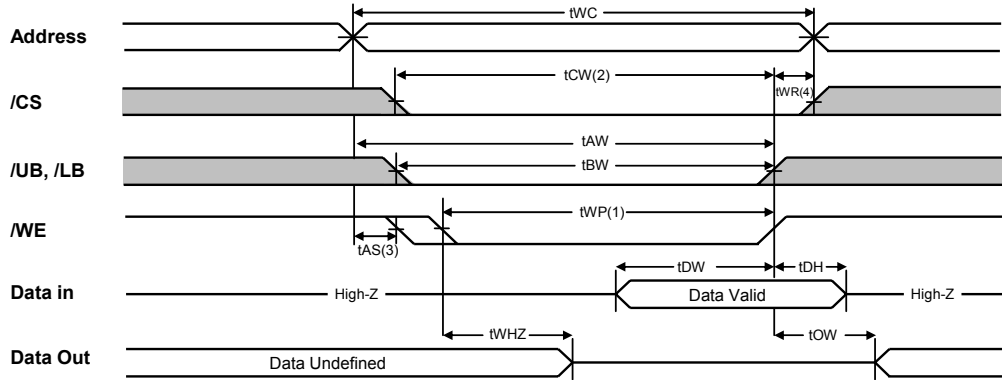 tWC
Address
tCW(2)
tWR(4)
/CS
tAW
/UB, /LB
tBW
tWP(1)
/WE
tAS(3)
tDW
tDH
Data in
High-Z
Data Valid
High-Z
tWHZ
tOW
Data Out
Data Undefined